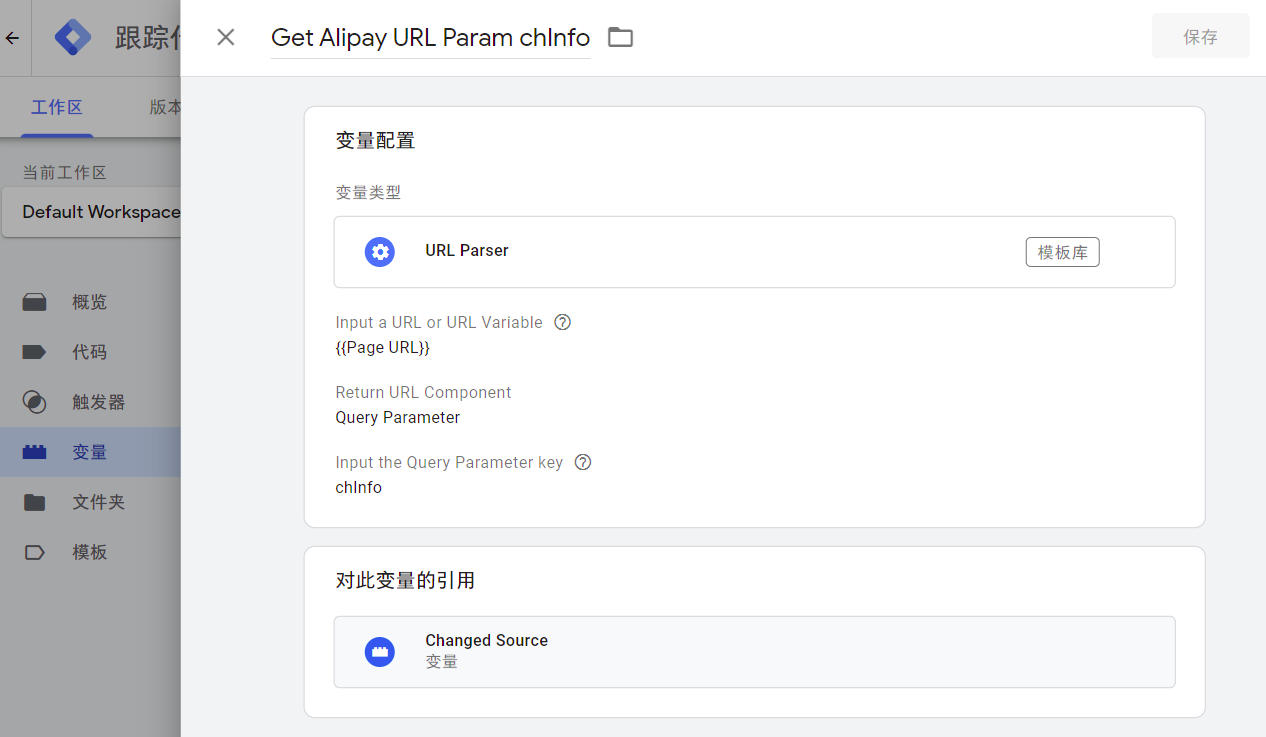 跟踪
Get Alipay URL Param chInfo
保存
工作区
版本
当前工作区
Default Workspace
概览
代码
触发器
变量
文件夹
模板
变量配置
变量类型
URL Parser
模板库
Input a URL or URL Variable
{{Page URL}}
Return URL Component
Query Parameter
Input the Query Parameter key
chInfo
对此变量的引用
Changed Source
变量